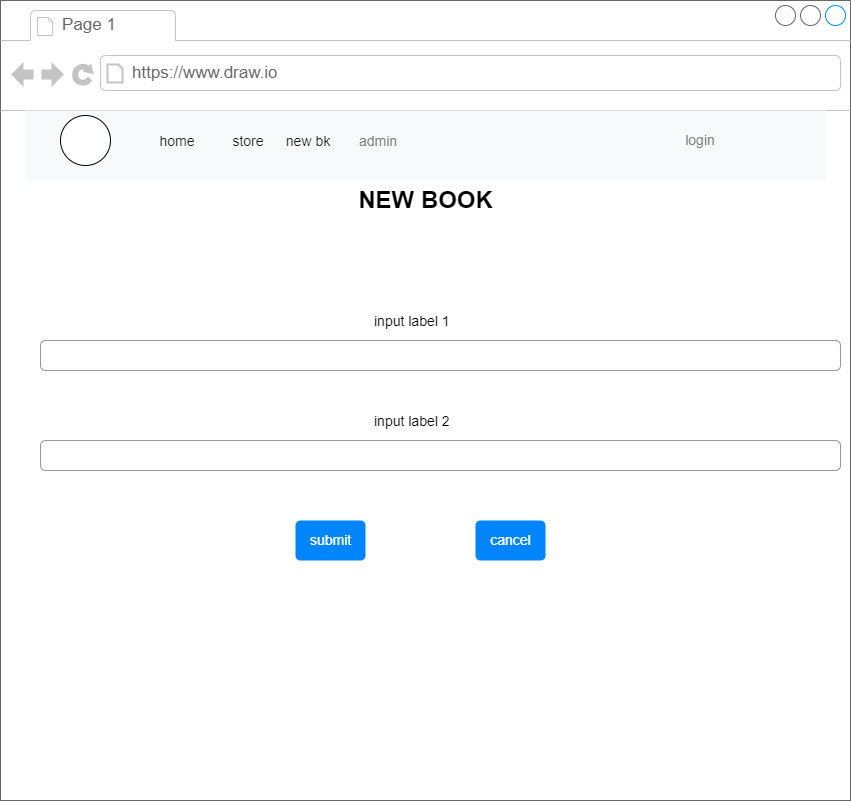 Page 1
https://www.draw.io
home store new bk admin login
NEW BOOK
input label 1
input label 2
submit cancel